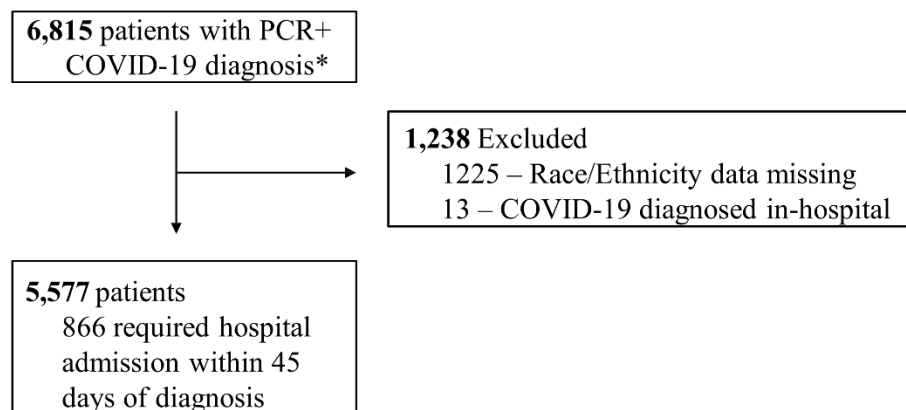 6,815 patients with PCR+
COVID-19 diagnosis*
1,238 Excluded
1225 – Race/Ethnicity data missing
13 – COVID-19 diagnosed in-hospital
5,577 patients
866 required hospital
admission within 45
days of diagnosis